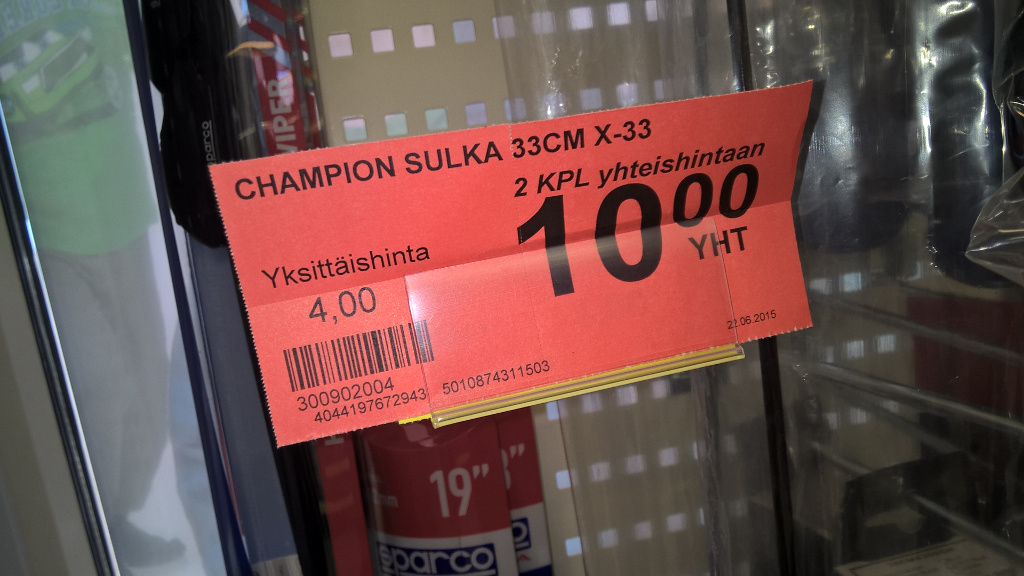 CHAMPION SULKA 33CM X-33
2 KPL yhteishintaan
10 00
YHT
Yksittäishinta
4,00
300902004
4044197672943
5010874311503
22.06.2015
VIPER
sparco
19"
sparco